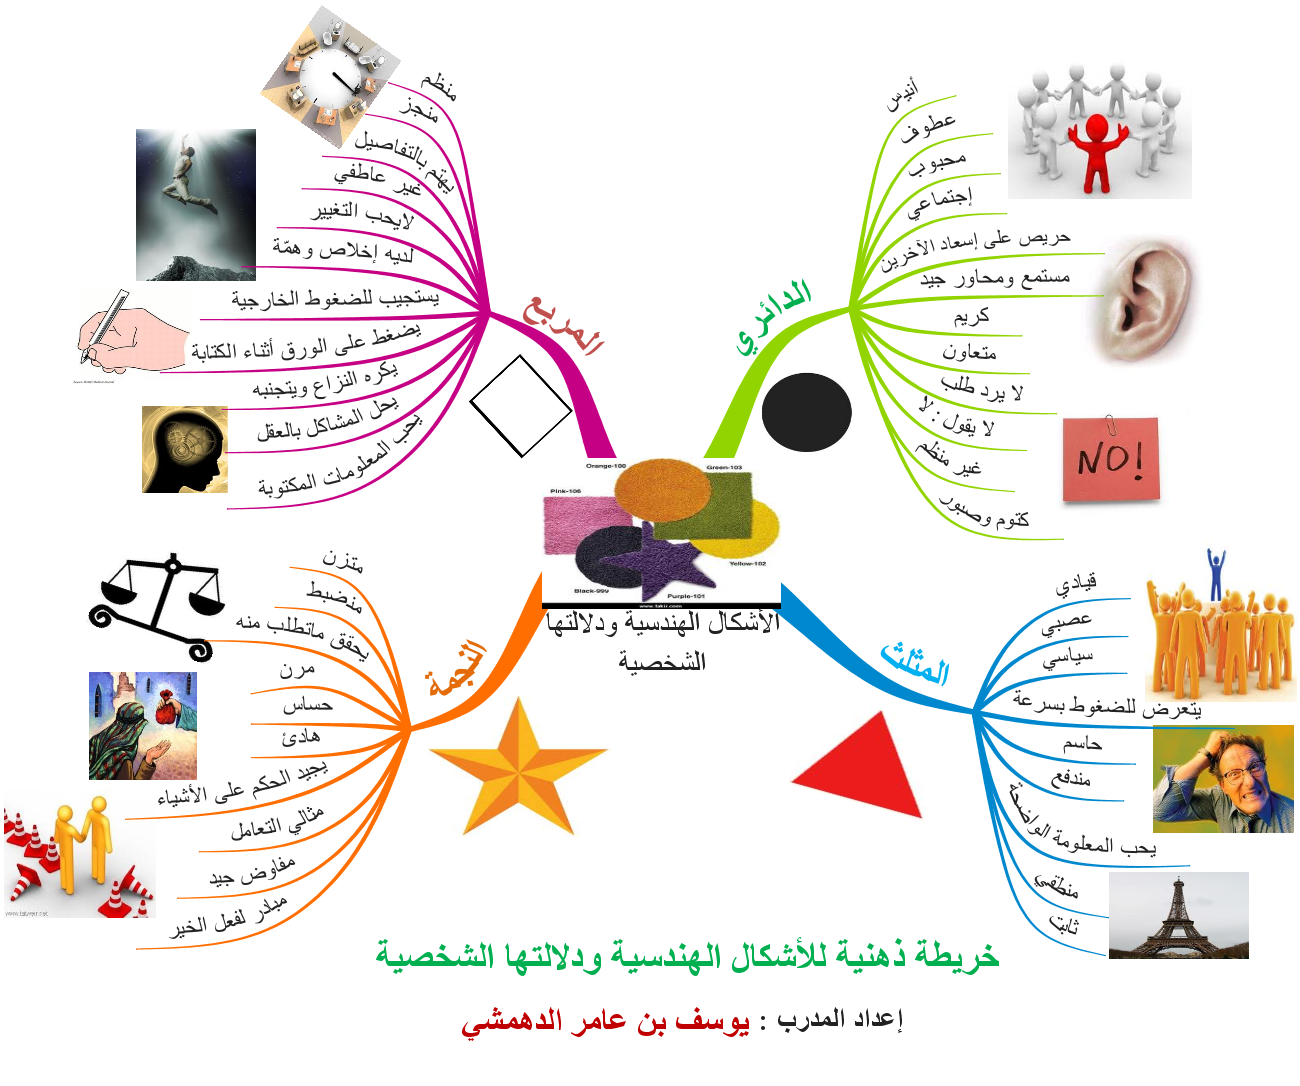 الدائري
أنيس
عطوف
محبوب
إجتماعي
حريص على إسعاد الآخرين
مستمع ومحاور جيد
كريم
متعاون
لا يرد طلب
لا يقول : لا
غير منظم
كتوم وصبور
NO!
المربع
منظم
منجز
يهتم بالتفاصيل
غير عاطفي
لايحب التغيير
لديه إخلاص وهمّة
يستجيب للضغوط الخارجية
يضغط على الورق أثناء الكتابة
يكره النزاع ويتجنبه
يحل المشاكل بالعقل
يحب المعلومات المكتوبة
Orange-100
Green-103
Pink-106
Yellow-102
Black-999
Purple-101
www.takir.com
الأشكال الهندسية ودلالتها
الشخصية
المثلث
قيادي
عصبي
سياسي
يتعرض للضغوط بسرعة
حاسم
مندفع
يحب المعلومة الواضحة
منطقي
ثابت
النجمة
متزن
منضبط
يحقق ماتطلب منه
مرن
حساس
هادئ
يجيد الحكم على الأشياء
مثالي التعامل
مفاوض جيد
مبادر لفعل الخير
خريطة ذهنية للأشكال الهندسية ودلالتها الشخصية
إعداد المدرب : يوسف بن عامر الدهمشي